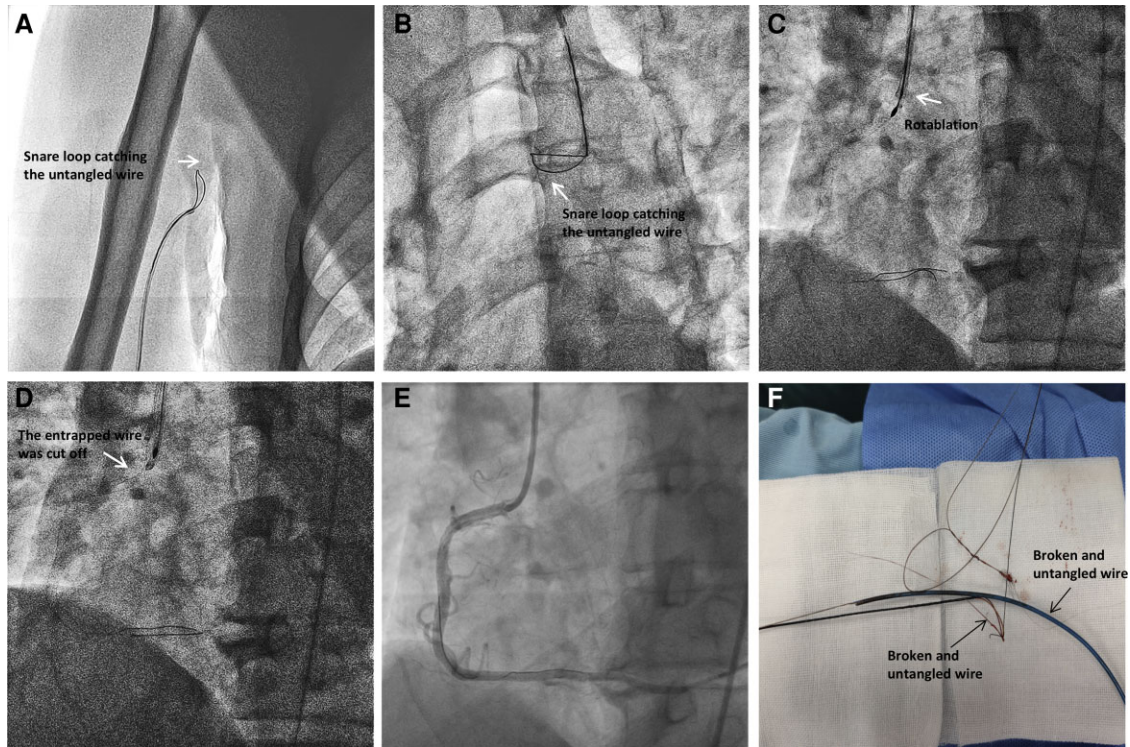 A
Snare loop catching
the untangled wire
B
Snare loop catching
the untangled wire
C
Rotablation
D
The entrapped wire
was cut off
E
F
Broken and
untangled wire
Broken and
untangled wire